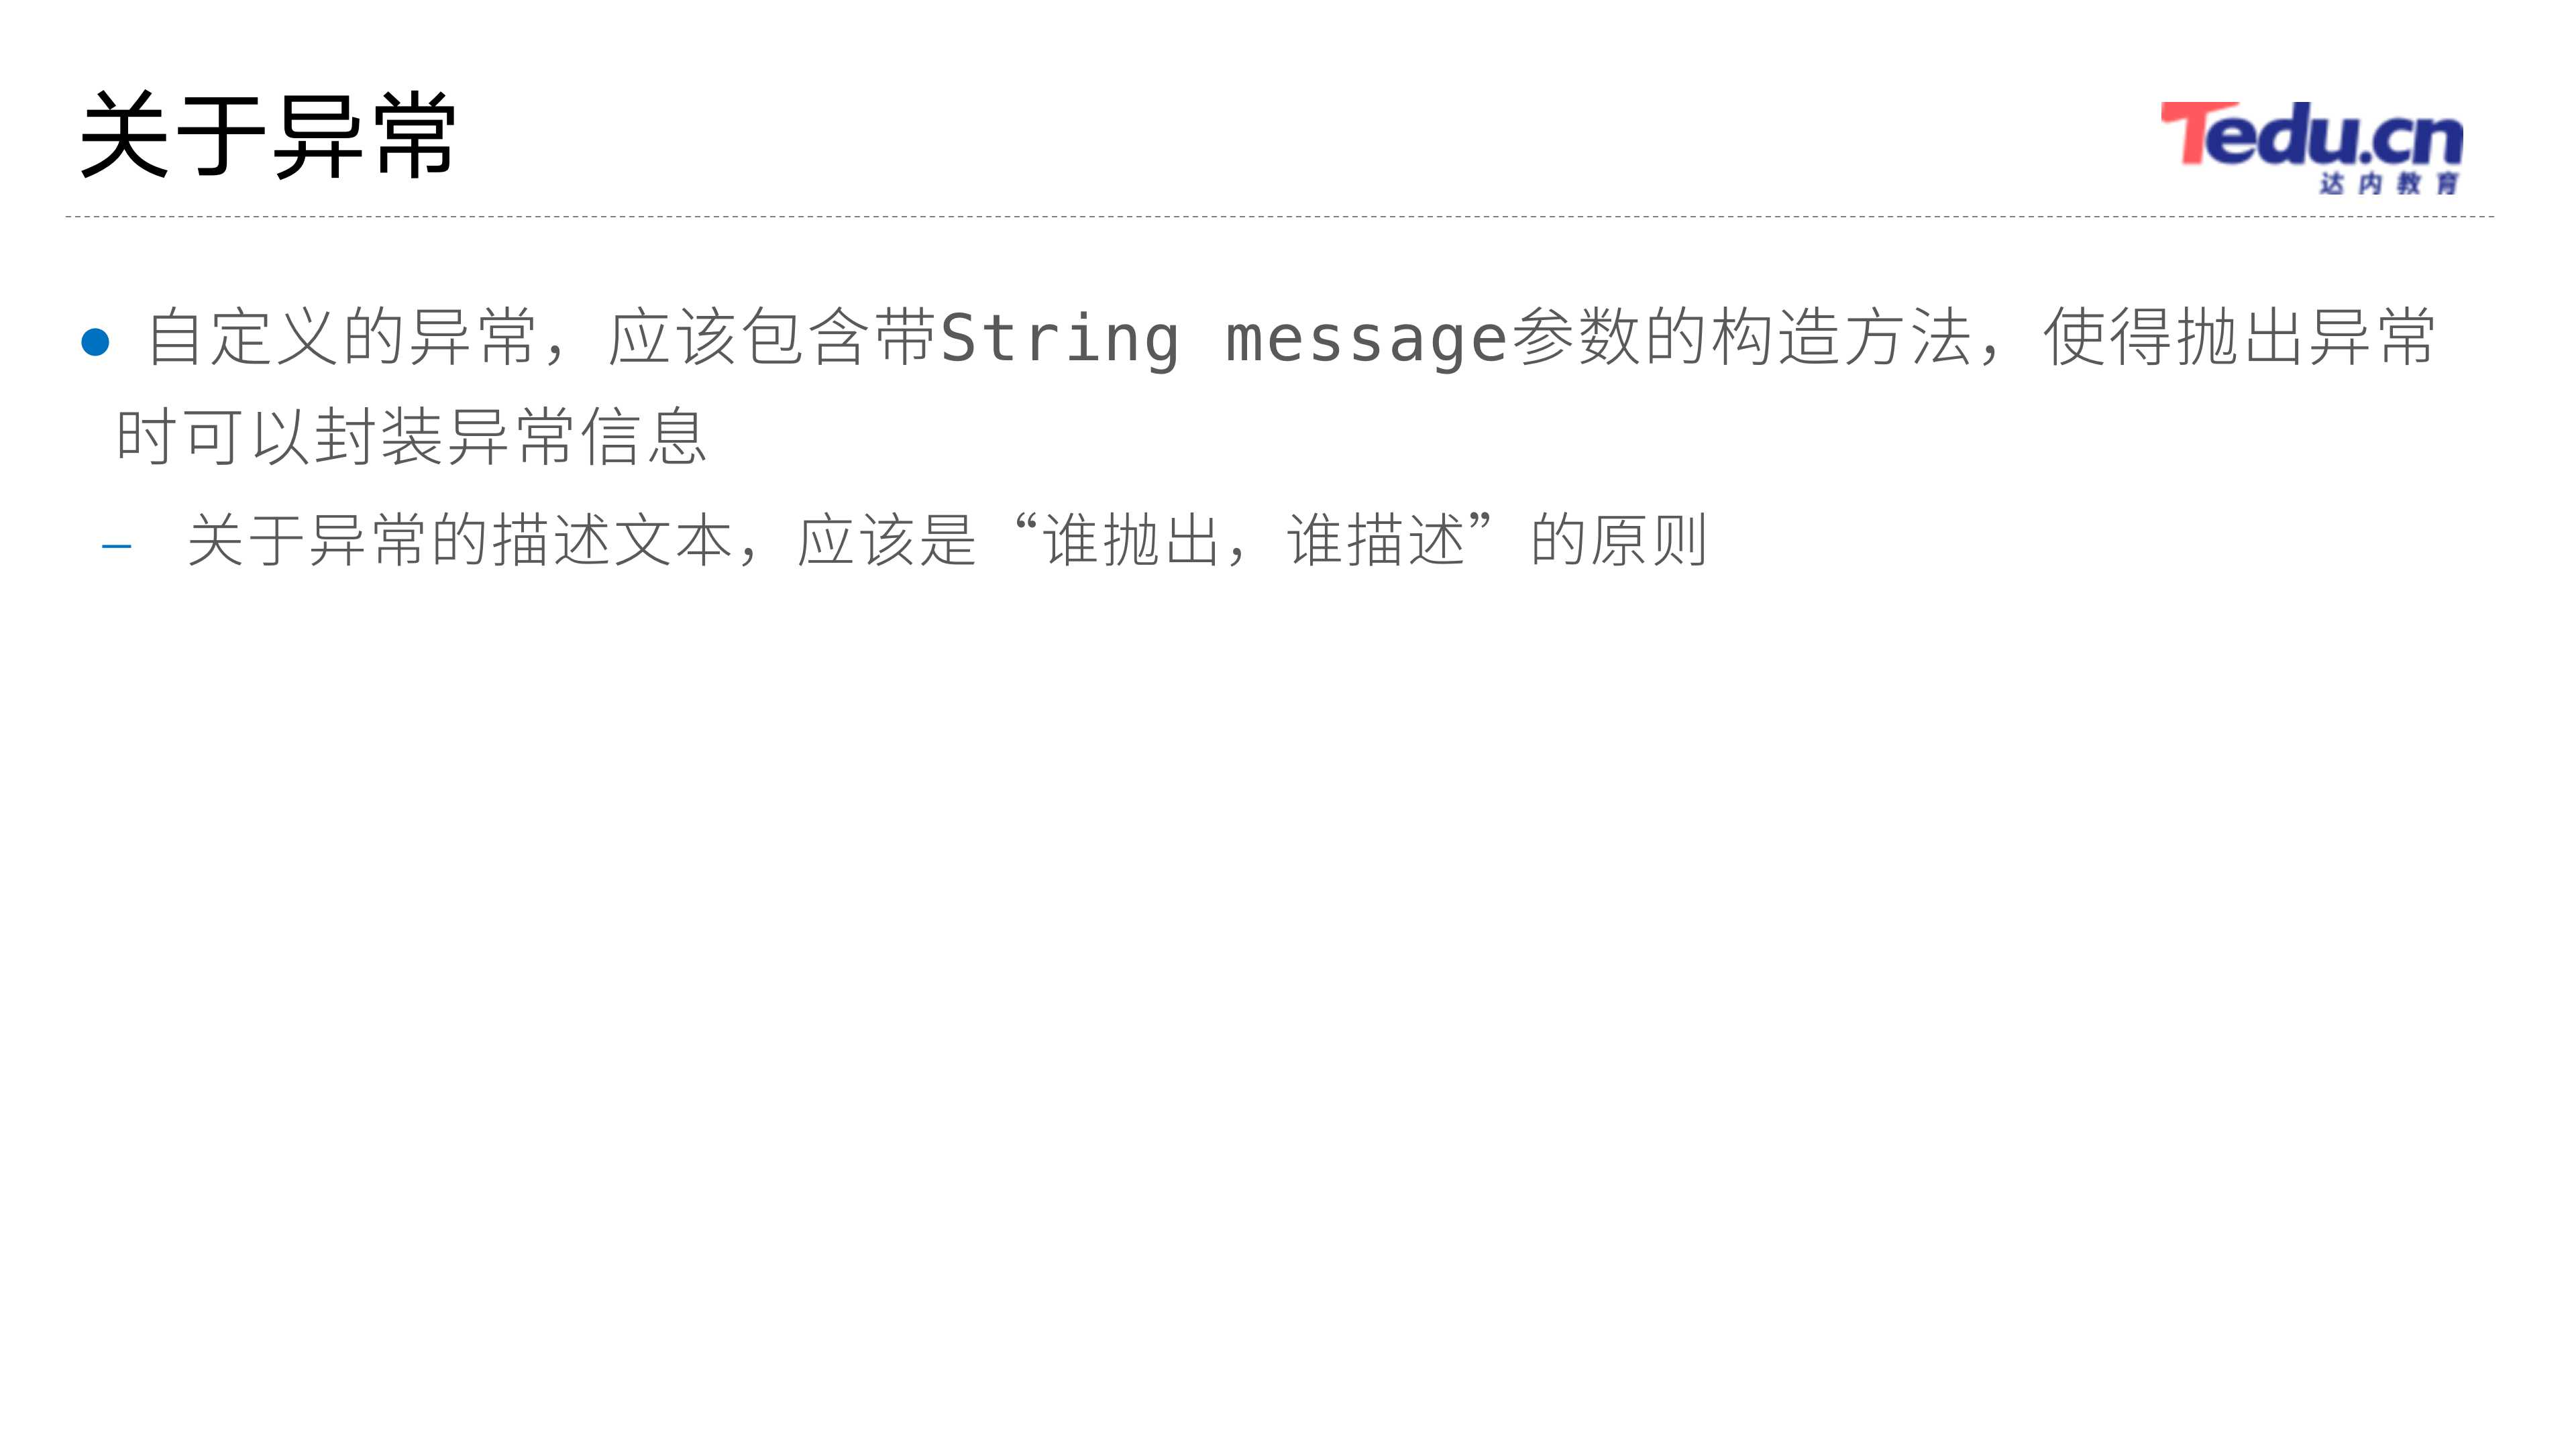 关于异常
Tedu.cn
达内教育
● 自定义的异常，应该包含带String message参数的构造方法，使得抛出异常
时可以封装异常信息
– 关于异常的描述文本，应该是“谁抛出，谁描述”的原则